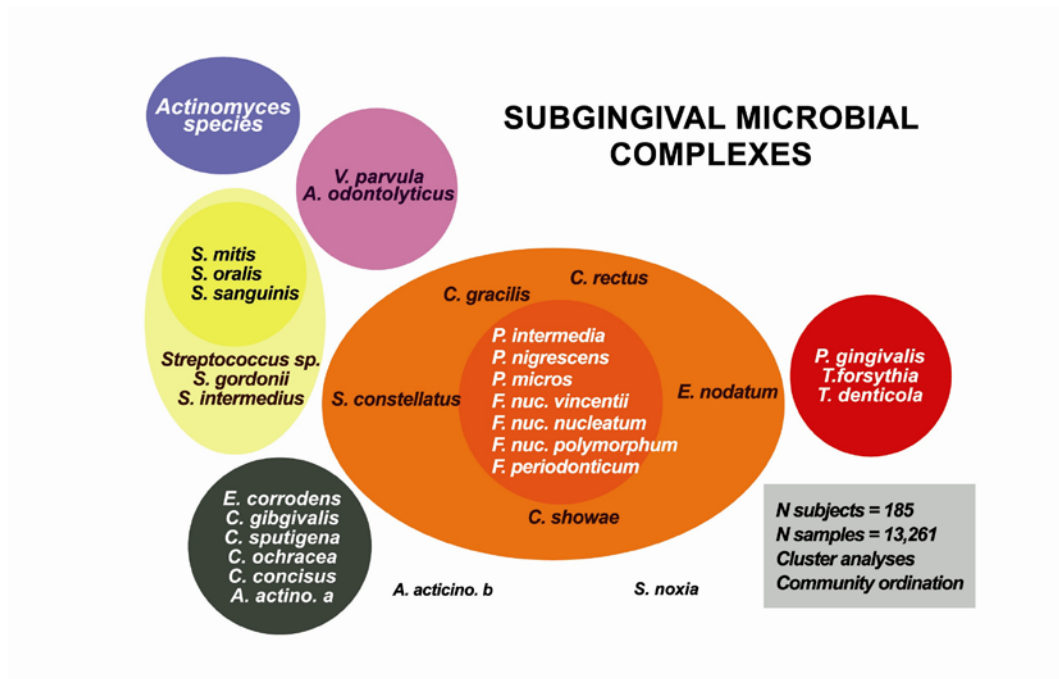 SUBGINGIVAL MICROBIAL
COMPLEXES
Actinomyces
species
V. parvula
A. odontolyticus
S. mitis
S. oralis
S. sanguinis
Streptococcus sp.
S. gordonii
S. intermedius
C. gracilis
C. rectus
S. constellatus
E. nodatum
C. showae
P. intermedia
P. nigrescens
P. micros
F. nuc. vincentii
F. nuc. nucleatum
F. nuc. polymorphum
F. periodonticum
P. gingivalis
T.forsythia
T. denticola
E. corrodens
C. gibgivalis
C. sputigena
C. ochracea
C. concisus
A. actino. a
A. acticino. b
S. noxia
N subjects = 185
N samples = 13,261
Cluster analyses
Community ordination